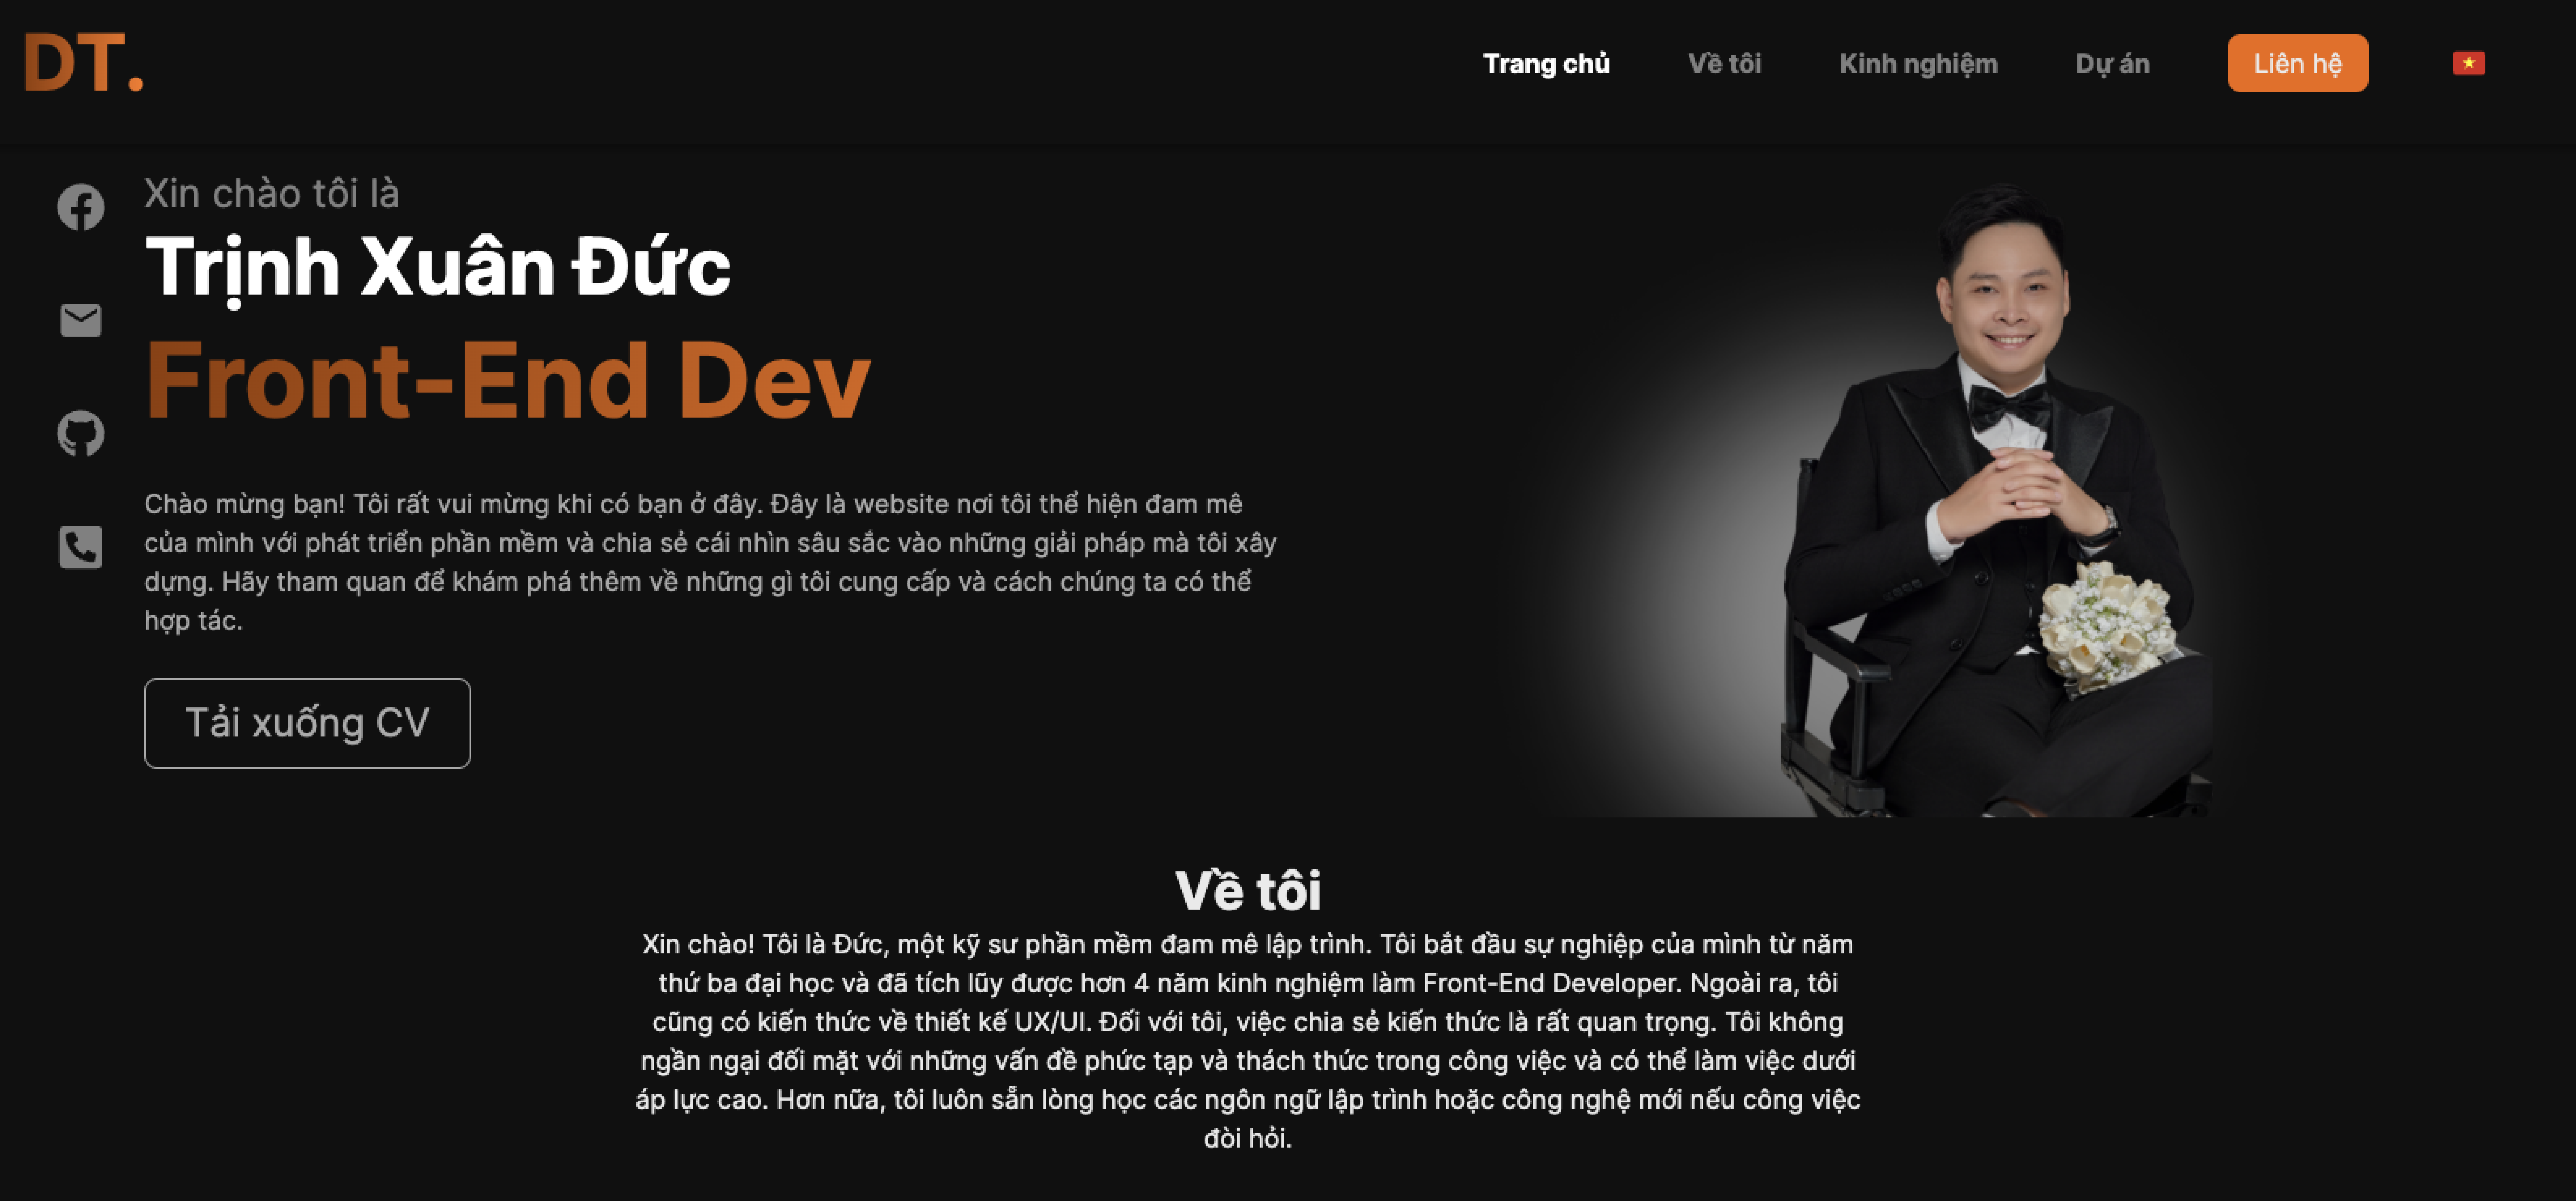 DT.
Trang chủ
Về tôi
Kinh nghiệm
Dự án
Liên hệ
Xin chào tôi là
Trịnh Xuân Đức
Front-End Dev
Chào mừng bạn! Tôi rất vui mừng khi có bạn ở đây. Đây là website nơi tôi thể hiện đam mê
của mình với phát triển phần mềm và chia sẻ cái nhìn sâu sắc vào những giải pháp mà tôi xây
dựng. Hãy tham quan để khám phá thêm về những gì tôi cung cấp và cách chúng ta có thể
hợp tác.
Tải xuống CV
Về tôi
Xin chào! Tôi là Đức, một kỹ sư phần mềm đam mê lập trình. Tôi bắt đầu sự nghiệp của mình từ năm
thứ ba đại học và đã tích lũy được hơn 4 năm kinh nghiệm làm Front-End Developer. Ngoài ra, tôi
cũng có kiến thức về thiết kế UX/UI. Đối với tôi, việc chia sẻ kiến thức là rất quan trọng. Tôi không
ngần ngại đối mặt với những vấn đề phức tạp và thách thức trong công việc và có thể làm việc dưới
áp lực cao. Hơn nữa, tôi luôn sẵn lòng học các ngôn ngữ lập trình hoặc công nghệ mới nếu công việc
đòi hỏi.